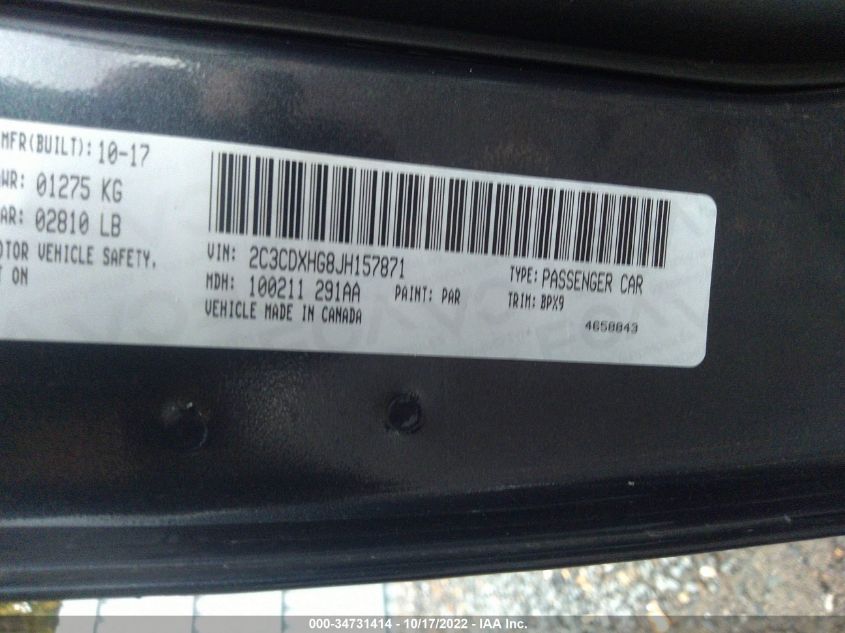 MFR(BUILT): 10-17
WR: 01275 KG
AR: 02810 LB
OTOR VEHICLE SAFETY.
T ON
VIN: 2C3CDXHG8JH157871
TYPE: PASSENGER CAR
MDH: 100211 291AA
PAINT: PAR
TRIM: BPX9
VEHICLE MADE IN CANADA
4658843
000-34731414 - 10/17/2022 - IAA Inc.